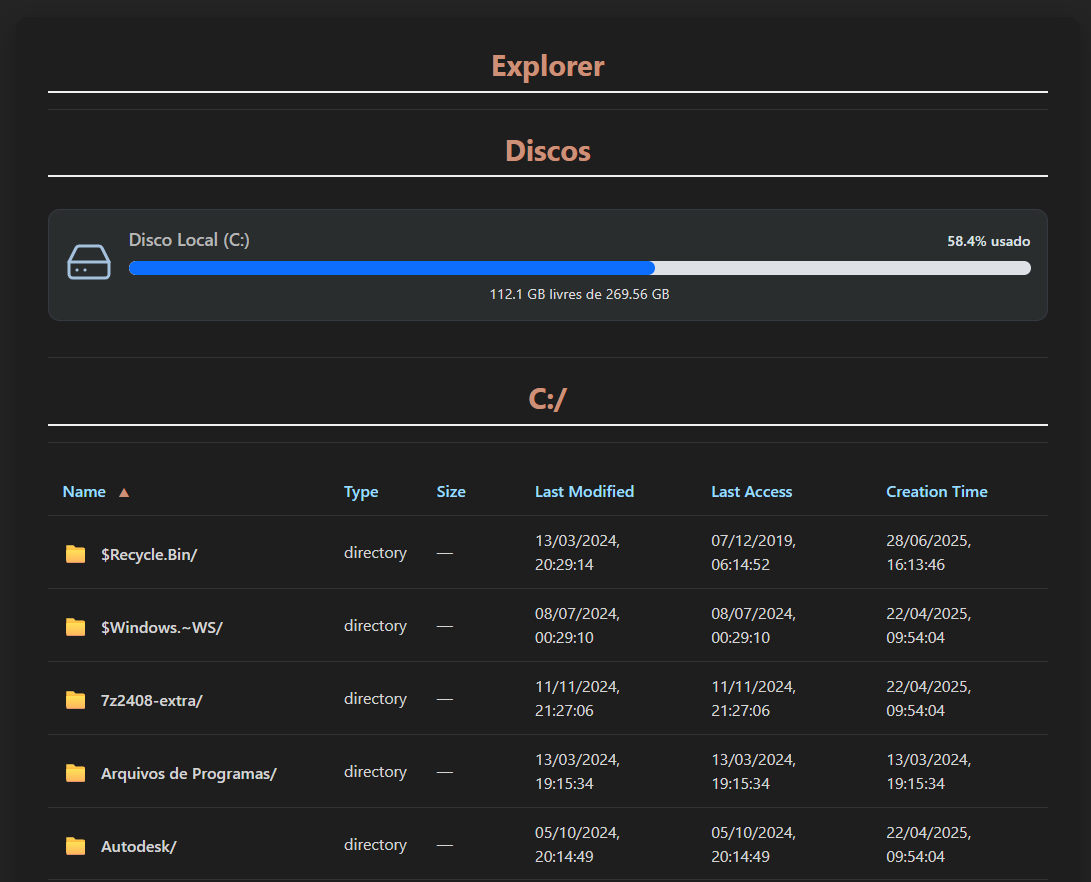 Explorer
Discos
Disco Local (C:)
58.4% usado
112.1 GB livres de 269.56 GB
C:/
Name ▲ Type Size Last Modified Last Access Creation Time
$Recycle.Bin/ directory — 13/03/2024, 20:29:14 07/12/2019, 06:14:52 28/06/2025, 16:13:46
$Windows.~WS/ directory — 08/07/2024, 00:29:10 08/07/2024, 00:29:10 22/04/2025, 09:54:04
7z2408-extra/ directory — 11/11/2024, 21:27:06 11/11/2024, 21:27:06 22/04/2025, 09:54:04
Arquivos de Programas/ directory — 13/03/2024, 19:15:34 13/03/2024, 19:15:34 13/03/2024, 19:15:34
Autodesk/ directory — 05/10/2024, 20:14:49 05/10/2024, 20:14:49 22/04/2025, 09:54:04